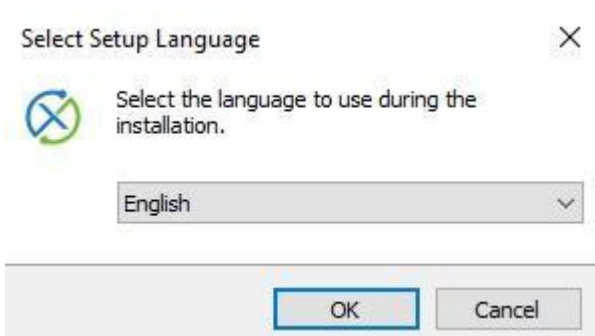 Select Setup Language
Select the language to use during the
installation.
English
OK
Cancel